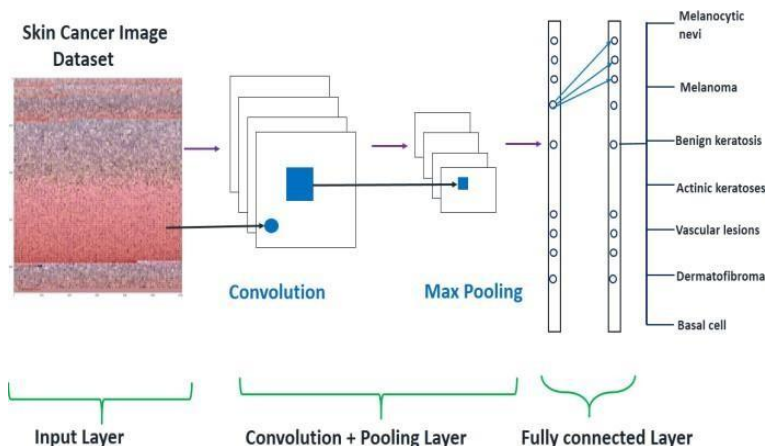 Skin Cancer Image
Dataset
Convolution
Max Pooling
Melanocytic
nevi
Melanoma
Benign keratosis
Actinic keratoses
Vascular lesions
Dermatofibroma
Basal cell
Input Layer
Convolution + Pooling Layer
Fully connected Layer